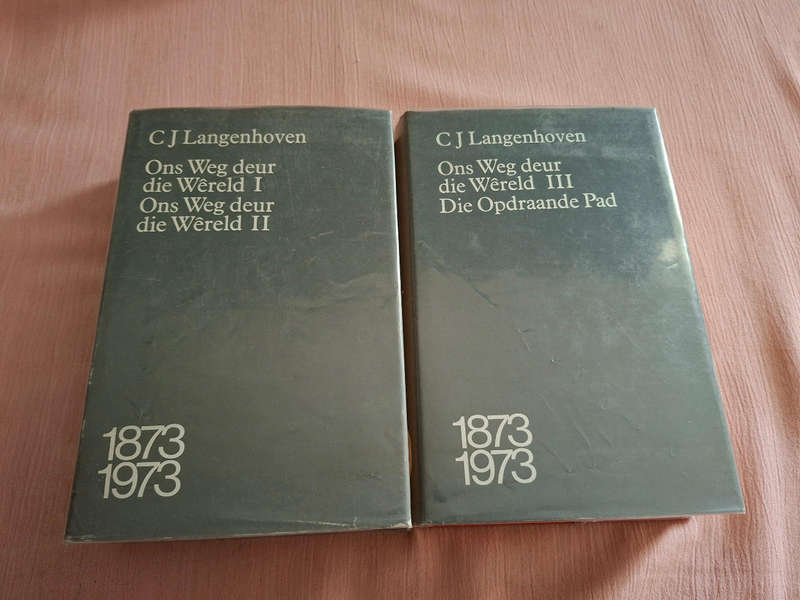 C J Langenhoven
Ons Weg deur
die Wêreld I
Ons Weg deur
die Wêreld II
1873
1973
C J Langenhoven
Ons Weg deur
die Wêreld III
Die Opdraande Pad
1873
1973